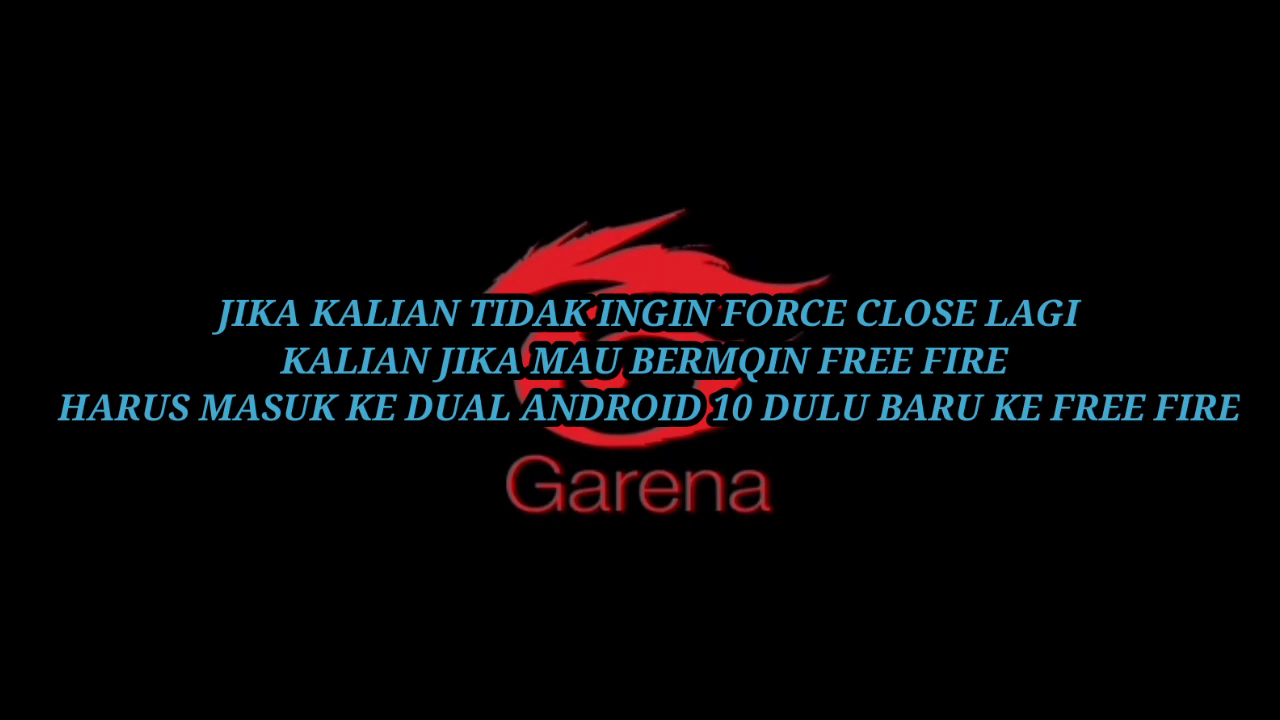 JIKA KALIAN TIDAK INGIN FORCE CLOSE LAGI
KALIAN JIKA MAU BERMQIN FREE FIRE
HARUS MASUK KE DUAL ANDROID 10 DULU BARU KE FREE FIRE
Garena